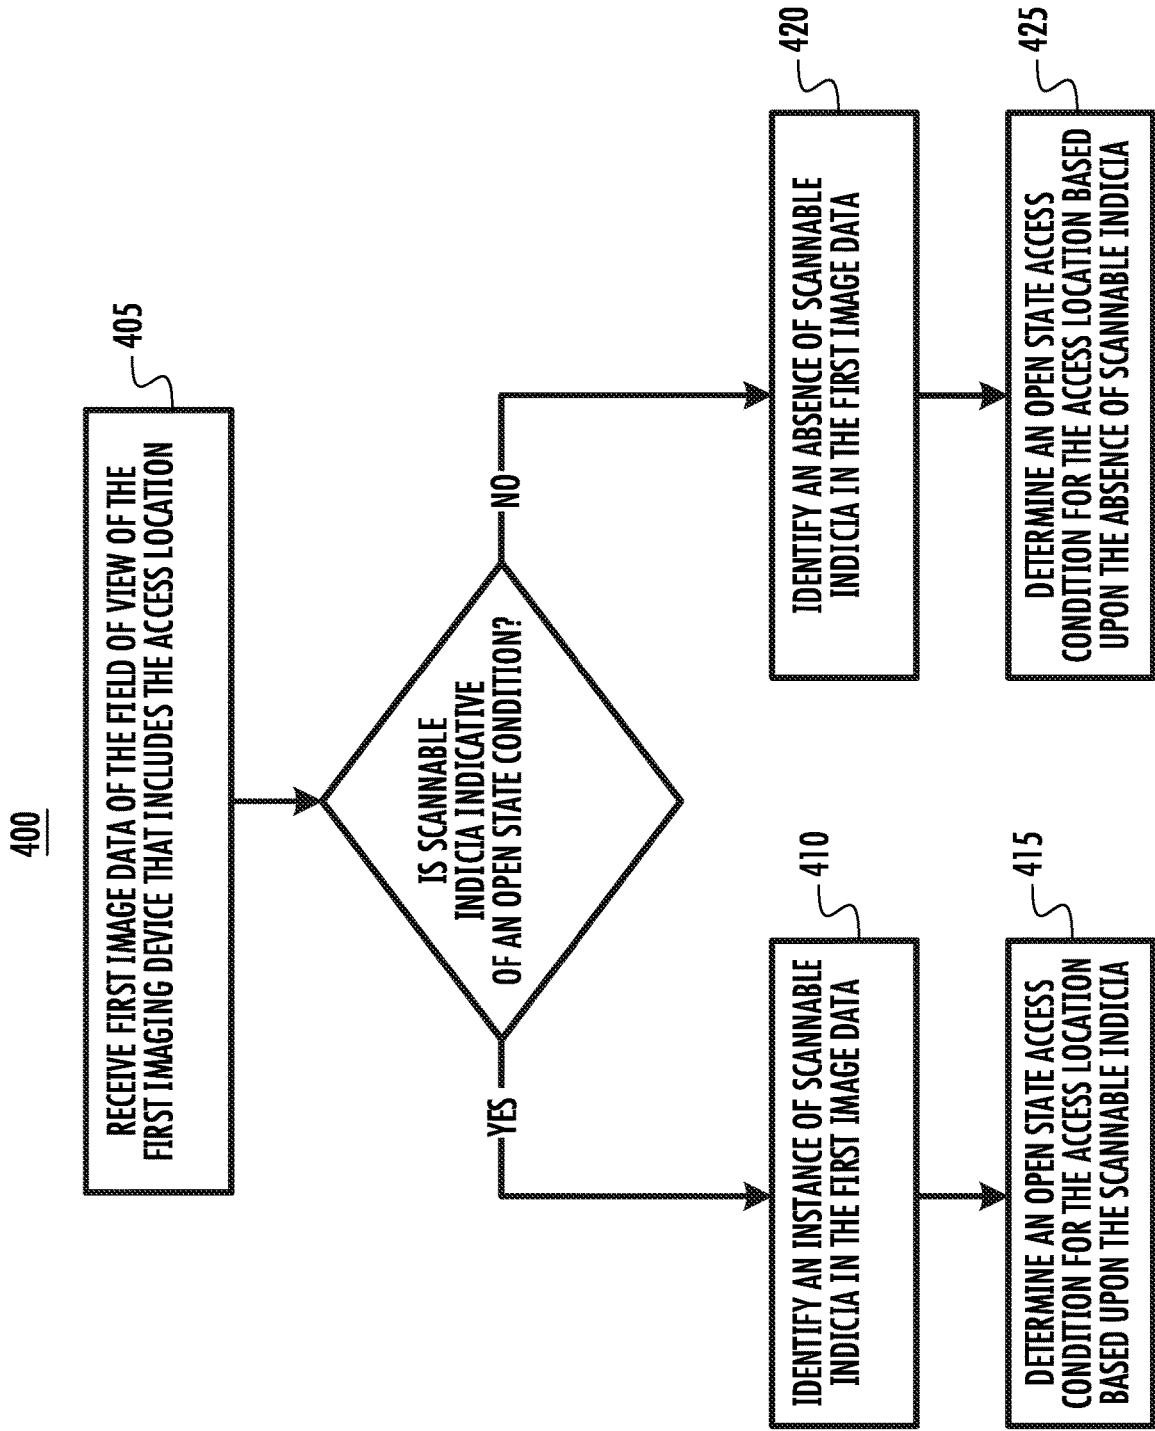 400
RECEIVE FIRST IMAGE DATA OF THE FIELD OF VIEW OF THE
FIRST IMAGING DEVICE THAT INCLUDES THE ACCESS LOCATION
405
IS SCANNABLE
INDICIA INDICATIVE
OF AN OPEN STATE CONDITION?
YES
NO
IDENTIFY AN INSTANCE OF SCANNABLE
INDICIA IN THE FIRST IMAGE DATA
410
DETERMINE AN OPEN STATE ACCESS
CONDITION FOR THE ACCESS LOCATION
BASED UPON THE SCANNABLE INDICIA
415
IDENTIFY AN ABSENCE OF SCANNABLE
INDICIA IN THE FIRST IMAGE DATA
420
DETERMINE AN OPEN STATE ACCESS
CONDITION FOR THE ACCESS LOCATION BASED
UPON THE ABSENCE OF SCANNABLE INDICIA
425